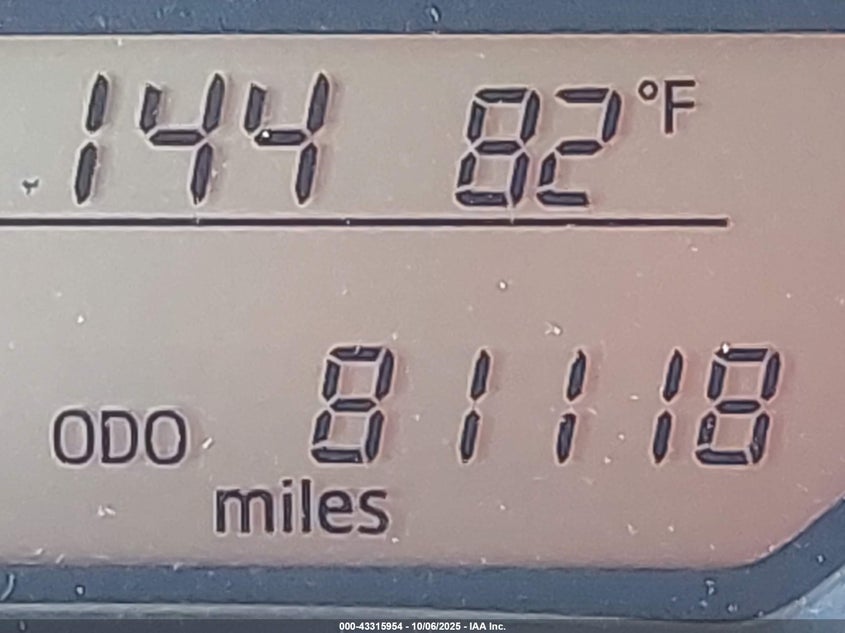 144 82°F
ODO 81118
miles
000-43315954 - 10/06/2025 - IAA Inc.